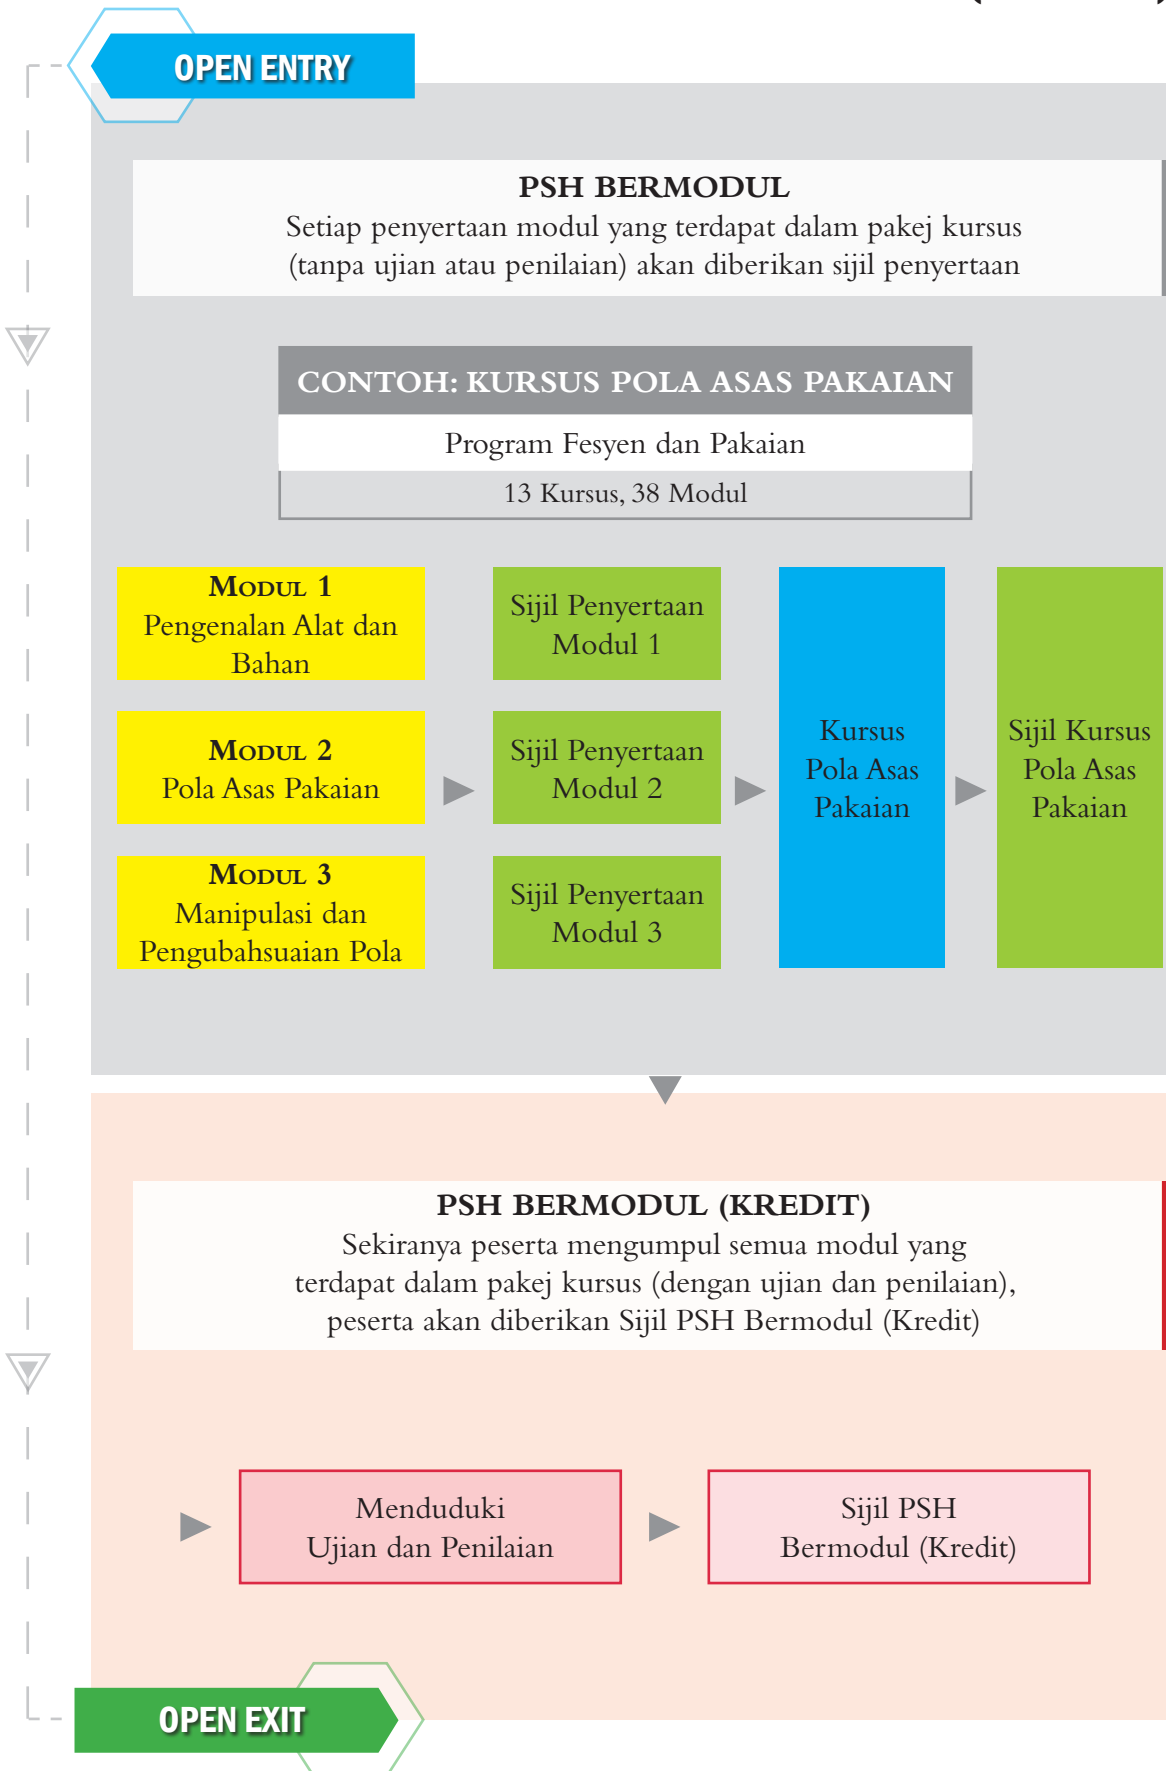 OPEN ENTRY
PSH BERMODUL
Setiap penyertaan modul yang terdapat dalam pakej kursus
(tanpa ujian atau penilaian) akan diberikan sijil penyertaan
CONTOH: KURSUS POLA ASAS PAKAIAN
Program Fesyen dan Pakaian
13 Kursus, 38 Modul
MODUL 1
Pengenalan Alat dan
Bahan
Sijil Penyertaan
Modul 1
MODUL 2
Pola Asas Pakaian
Sijil Penyertaan
Modul 2
MODUL 3
Manipulasi dan
Pengubahsuaian Pola
Sijil Penyertaan
Modul 3
Kursus
Pola Asas
Pakaian
Sijil Kursus
Pola Asas
Pakaian
PSH BERMODUL (KREDIT)
Sekiranya peserta mengumpul semua modul yang
terdapat dalam pakej kursus (dengan ujian dan penilaian),
peserta akan diberikan Sijil PSH Bermodul (Kredit)
Menduduki
Ujian dan Penilaian
Sijil PSH
Bermodul (Kredit)
OPEN EXIT